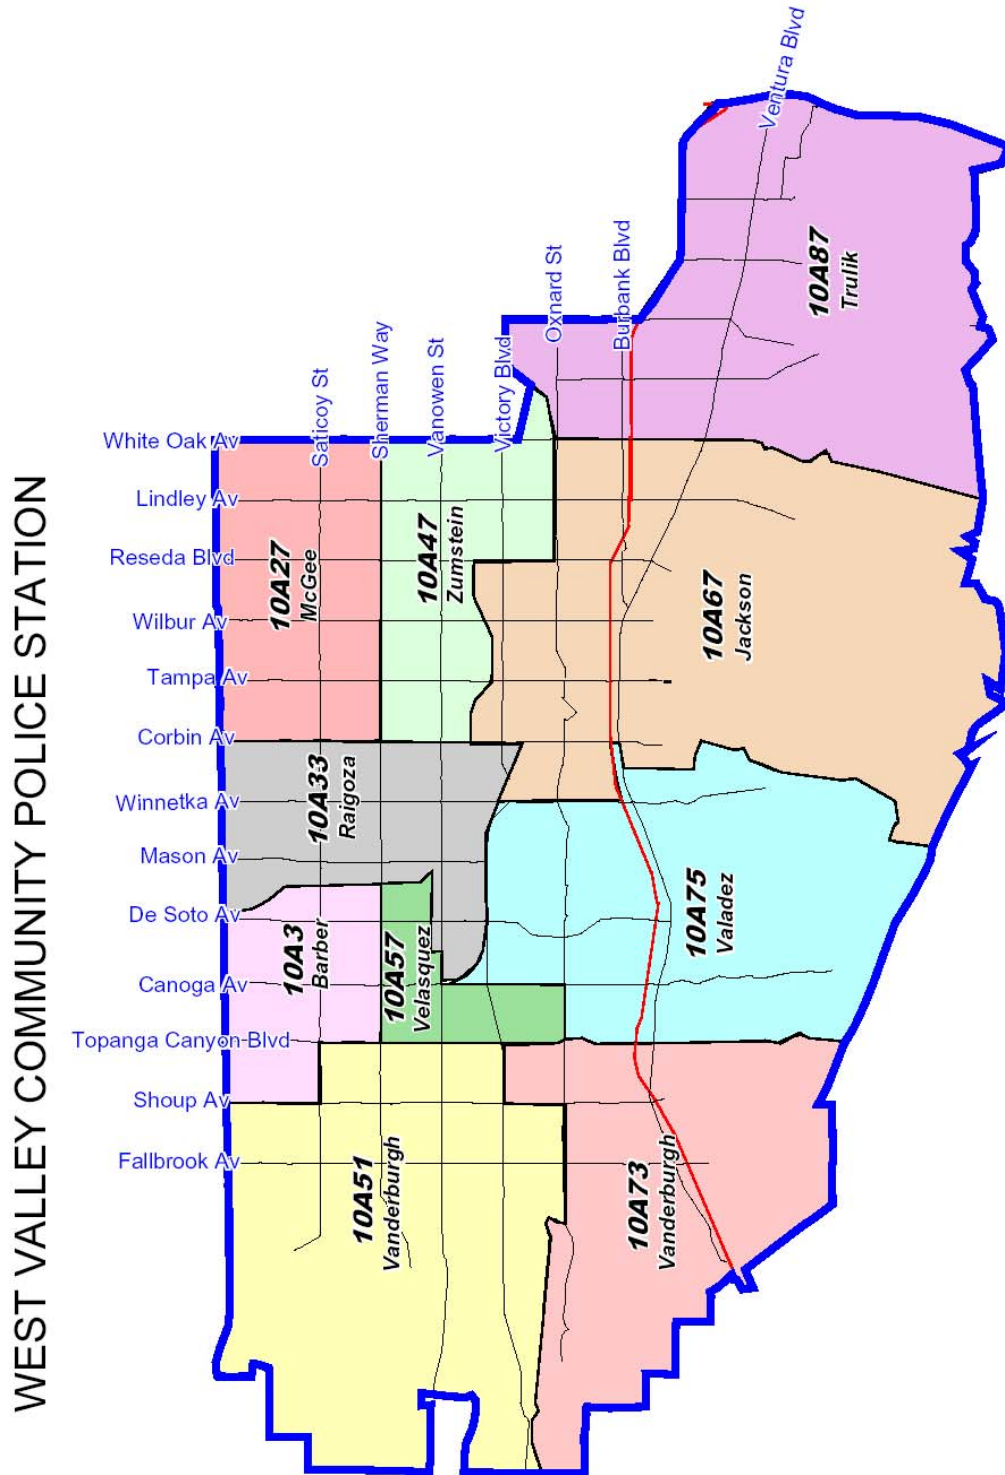 WEST VALLEY COMMUNITY POLICE STATION
Ventura Blvd
Burbank Blvd
Oxnard St
Victory Blvd
Vanowen St
Sherman Way
Saticoy St
White Oak Av
Lindley Av
Reseda Blvd
Wilbur Av
Tampa Av
Corbin Av
Winnetka Av
Mason Av
De Soto Av
Canoga Av
Topanga Canyon Blvd
Shoup Av
Fallbrook Av
10A87
Trulik
10A27
McGee
10A47
Zumstein
10A67
Jackson
10A33
Raigoza
10A3
Barber
10A57
Velasquez
10A75
Valadez
10A51
Vanderburgh
10A73
Vanderburgh